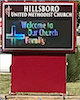 HILLSBORO
UNITED METHODIST CHURCH
Welcome to
Our Church
Family